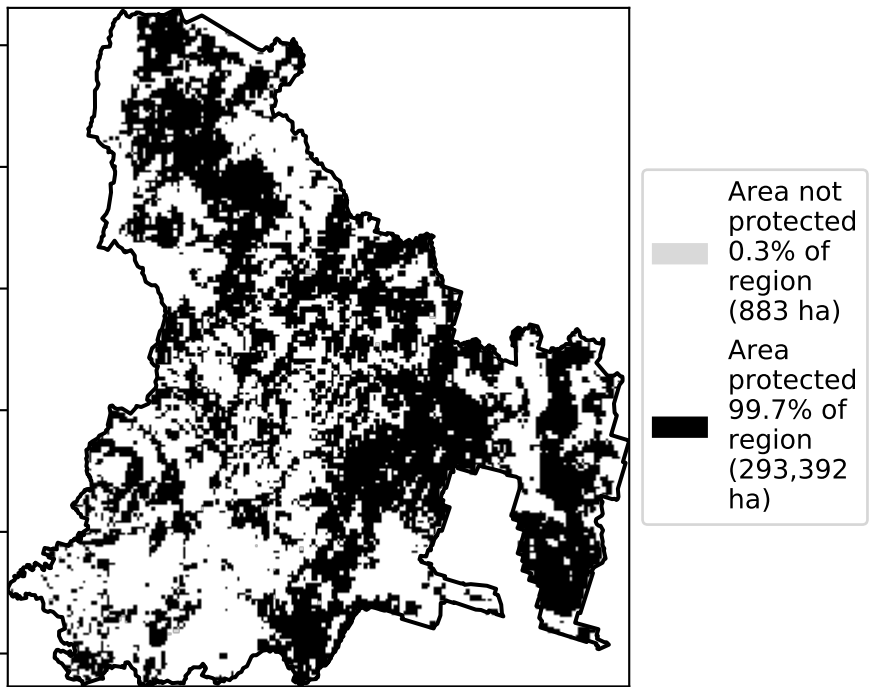 Area not
protected
0.3% of
region
(883 ha)
Area
protected
99.7% of
region
(293,392
ha)